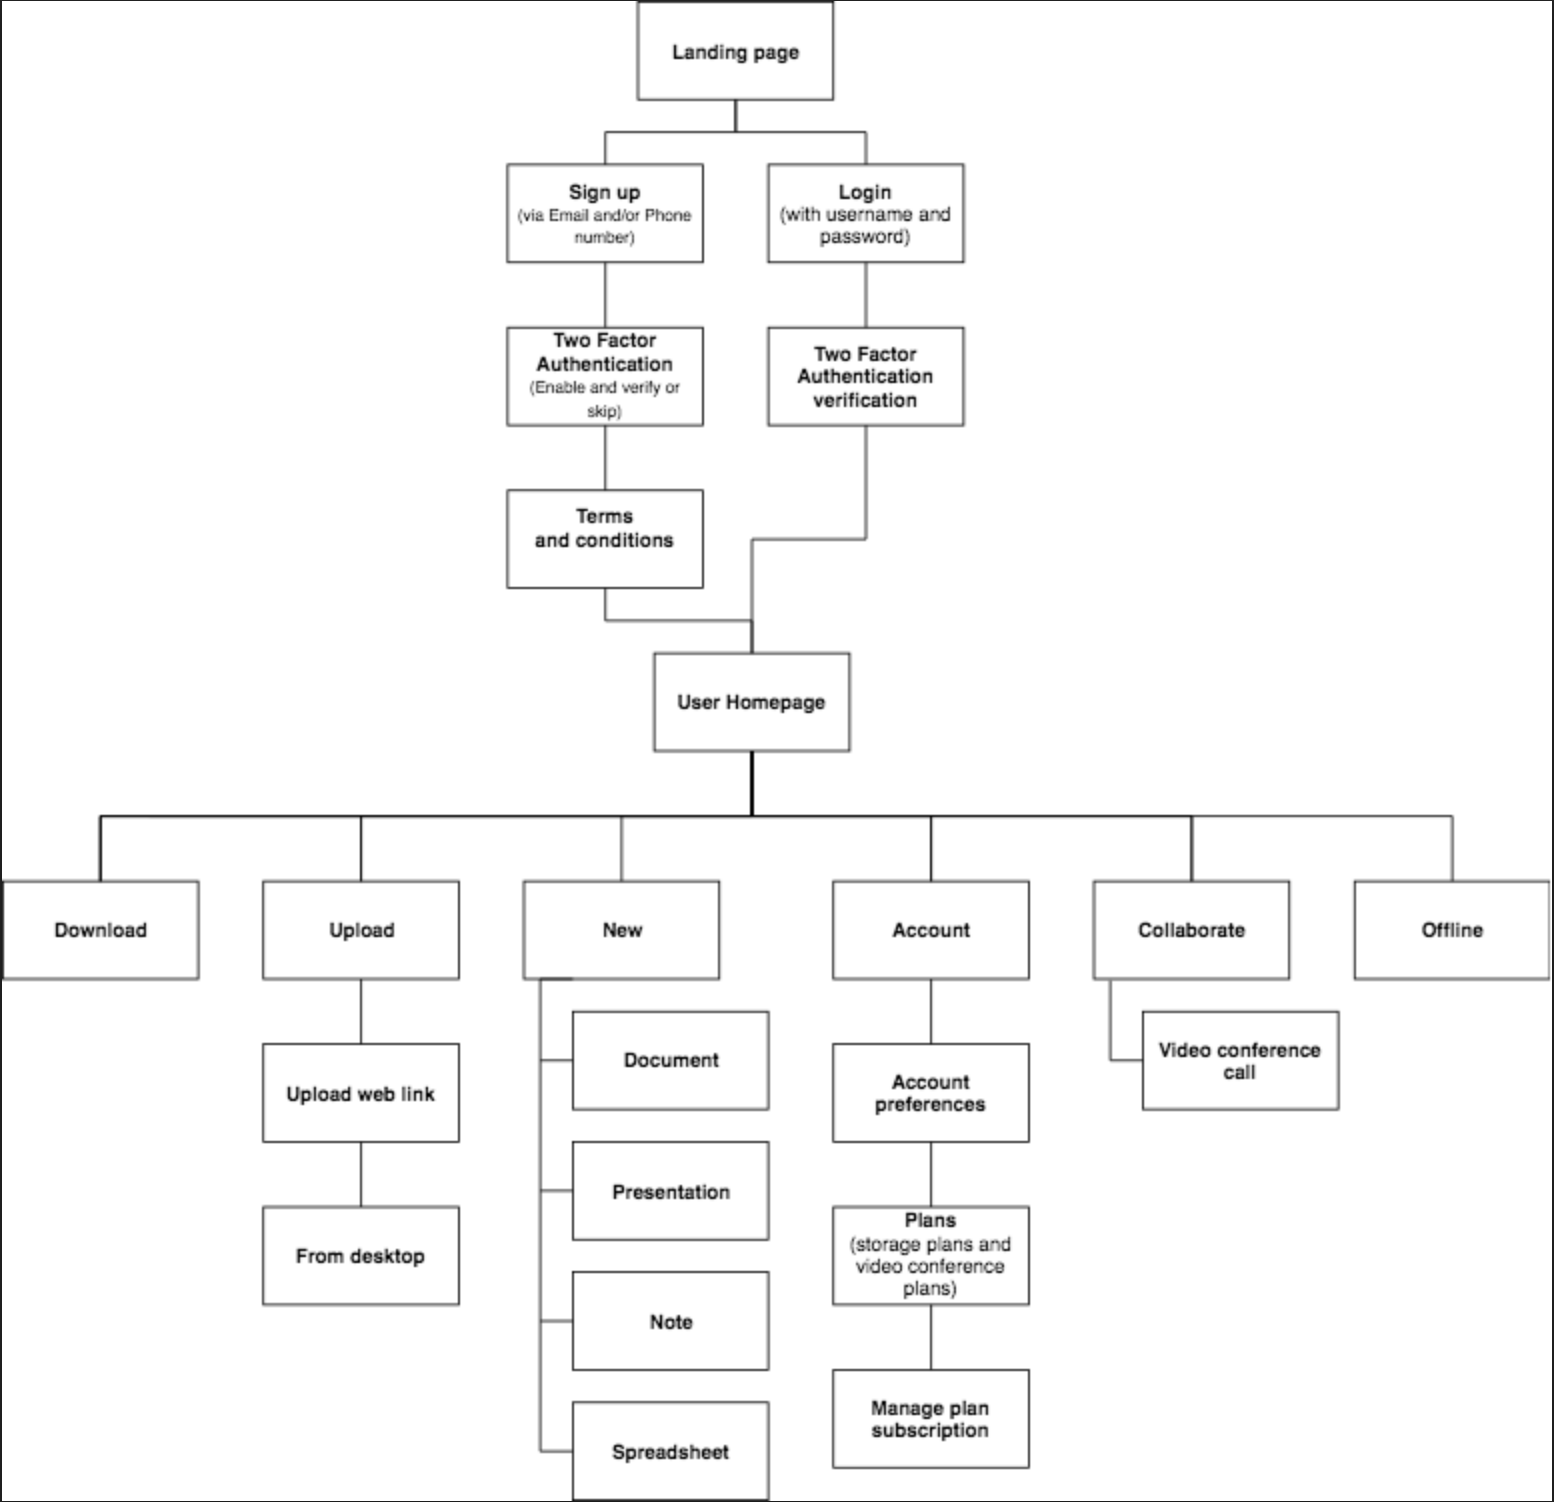 Landing page
Sign up
(via Email and/or Phone
number)
Login
(with username and
password)
Two Factor
Authentication
(Enable and verify or
skip)
Two Factor
Authentication
verification
Terms
and conditions
User Homepage
Download
Upload
New
Account
Collaborate
Offline
Upload web link
From desktop
Document
Presentation
Note
Spreadsheet
Account
preferences
Plans
(storage plans and
video conference
plans)
Manage plan
subscription
Video conference
call